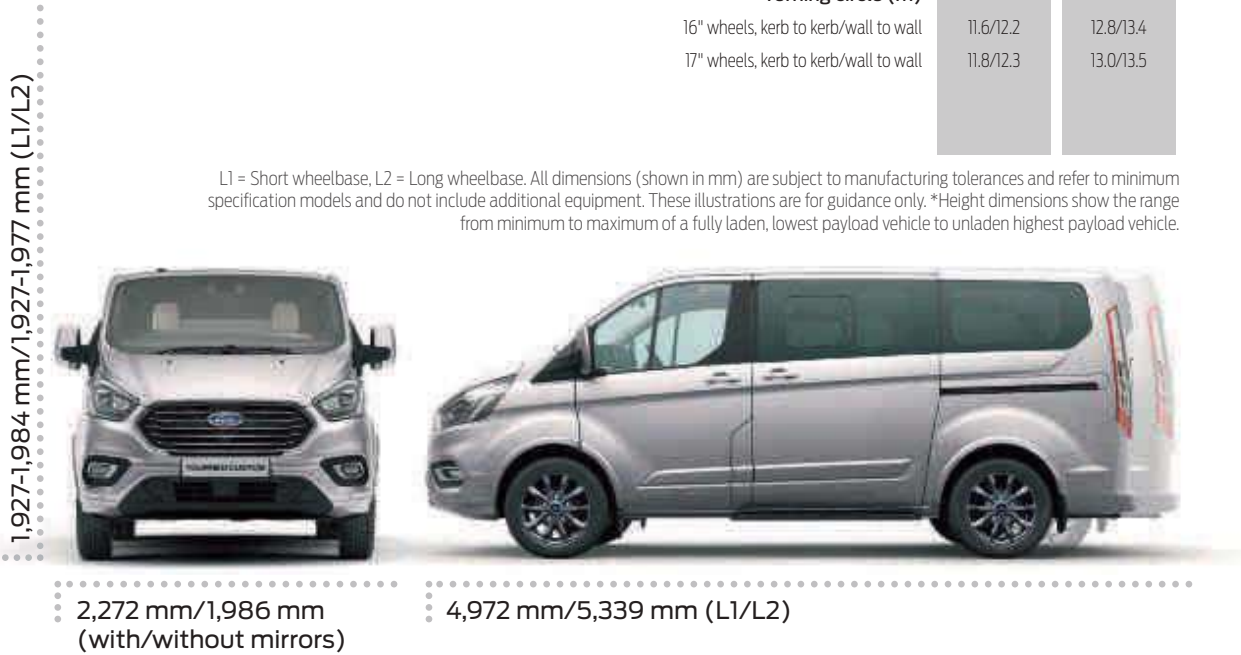 Turning circle (m)
16" wheels, kerb to kerb/wall to wall 11.6/12.2 12.8/13.4
17" wheels, kerb to kerb/wall to wall 11.8/12.3 13.0/13.5
L1 = Short wheelbase, L2 = Long wheelbase. All dimensions (shown in mm) are subject to manufacturing tolerances and refer to minimum
specification models and do not include additional equipment. These illustrations are for guidance only. *Height dimensions show the range
from minimum to maximum of a fully laden, lowest payload vehicle to unladen highest payload vehicle.
1,927-1,984 mm/1,927-1,977 mm (L1/L2)
Ford
TOURNEO CUSTOM
2,272 mm/1,986 mm
(with/without mirrors)
4,972 mm/5,339 mm (L1/L2)